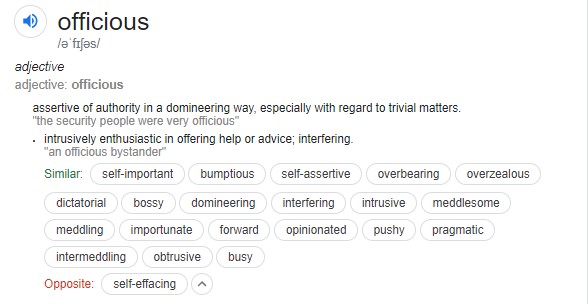 officious
/əˈfɪʃəs/
adjective
adjective: officious
assertive of authority in a domineering way, especially with regard to trivial matters.
"the security people were very officious"
• intrusively enthusiastic in offering help or advice; interfering.
"an officious bystander"
Similar: self-important bumptious self-assertive overbearing overzealous
dictatorial bossy domineering interfering intrusive meddlesome
meddling importunate forward opinionated pushy pragmatic
intermeddling obtrusive busy
Opposite: self-effacing